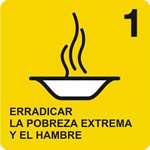 1
ERRADICAR
LA POBREZA EXTREMA
Y EL HAMBRE